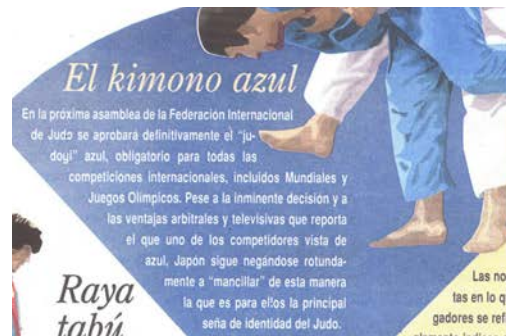 El kimono azul
En la próxima asamblea de la Federación Internacional
de Judo se aprobará definitivamente el "ju-
dogi" azul, obligatorio para todas las
competiciones internacionales, incluidos Mundiales y
Juegos Olímpicos. Pese a la inminente decisión y a
las ventajas arbitrales y televisivas que reporta
el que uno de los competidores vista de
azul, Japón sigue negándose rotunda-
mente a "mancillar" de esta manera
la que es para ellos la principal
seña de identidad del Judo.
Raya
tabú
Las no
tas en lo q
gadores se ref